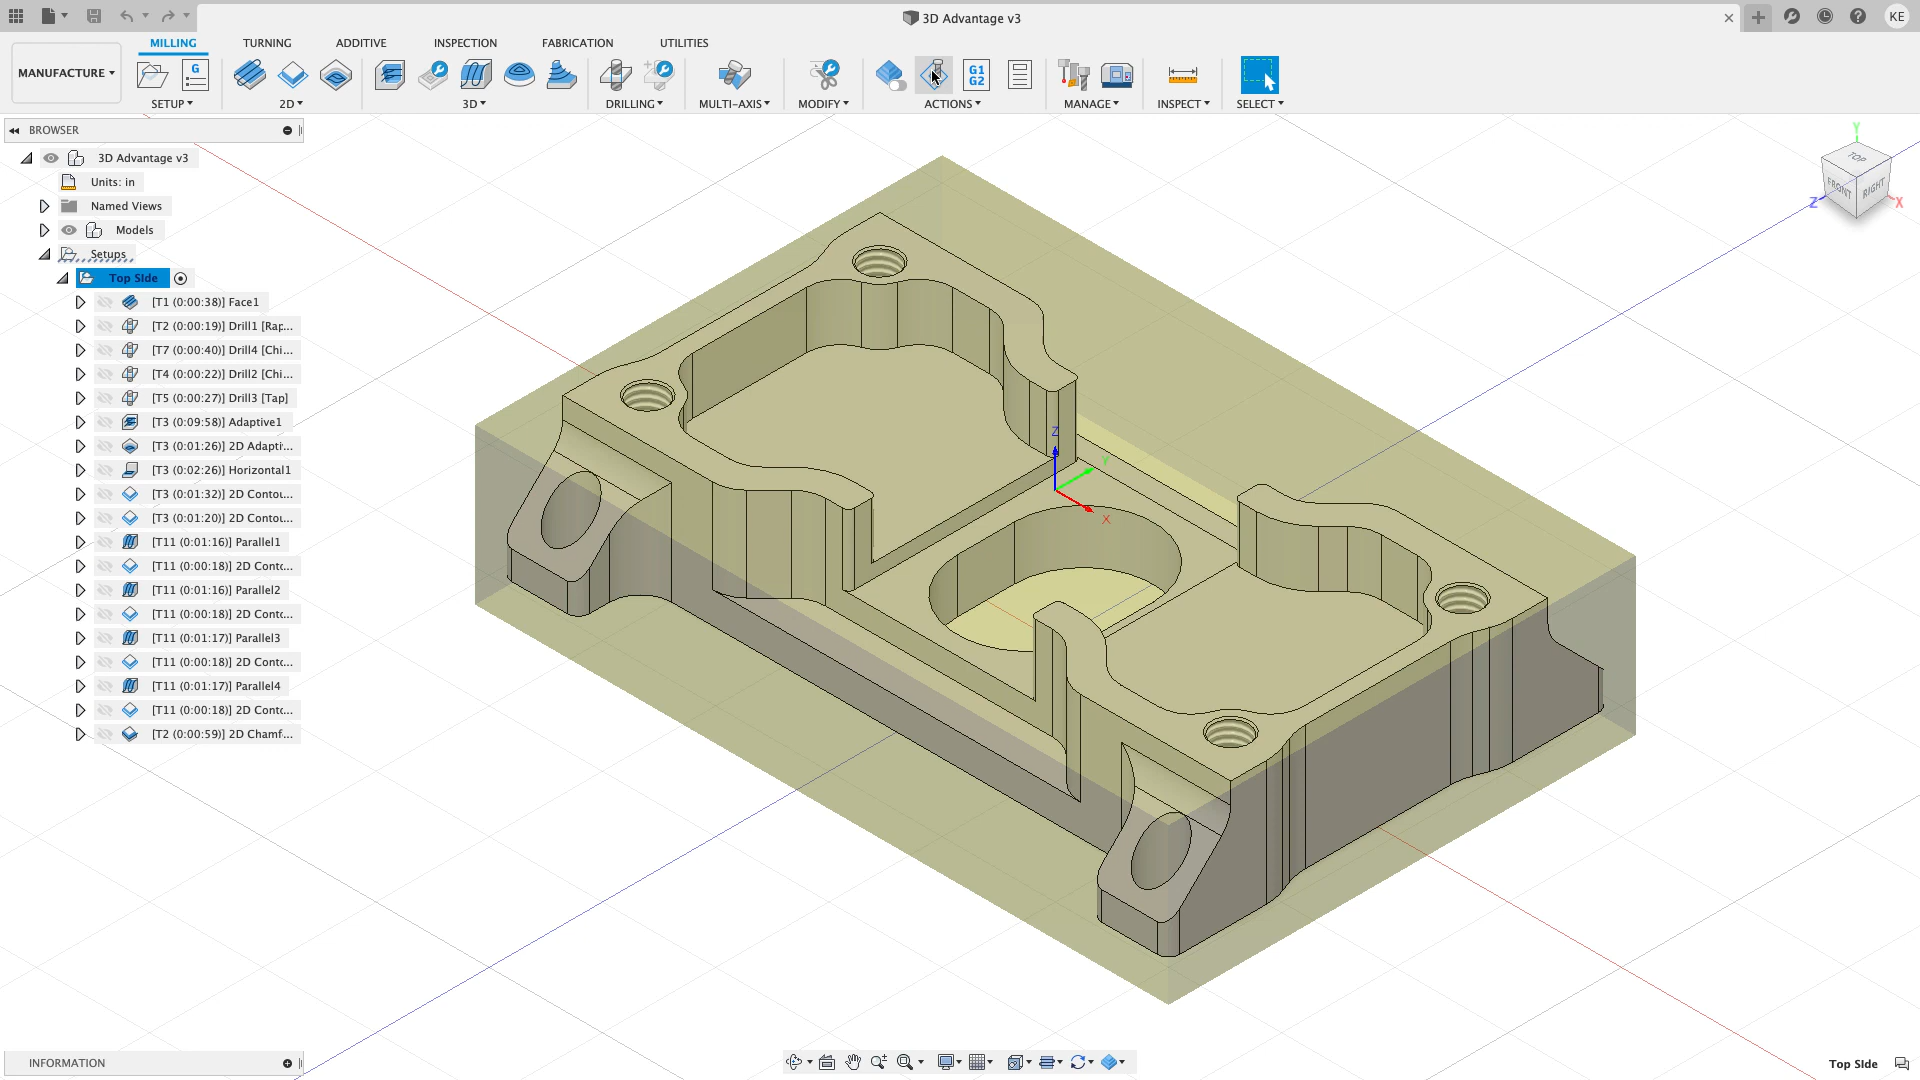 3D Advantage v3
KE
MILLING TURNING ADDITIVE INSPECTION FABRICATION UTILITIES
MANUFACTURE
G
G1
G2
SETUP 2D 3D DRILLING MULTI-AXIS MODIFY ACTIONS MANAGE INSPECT SELECT
BROWSER
3D Advantage v3
Units: in
Named Views
Models
Setups
Top SIde
[T1 (0:00:38)] Face1
[T2 (0:00:19)] Drill1 [Rap...
[T7 (0:00:40)] Drill4 [Chi...
[T4 (0:00:22)] Drill2 [Chi...
[T5 (0:00:27)] Drill3 [Tap]
[T3 (0:09:58)] Adaptive1
[T3 (0:01:26)] 2D Adapti...
[T3 (0:02:26)] Horizontal1
[T3 (0:01:32)] 2D Contou...
[T3 (0:01:20)] 2D Contou...
[T11 (0:01:16)] Parallel1
[T11 (0:00:18)] 2D Contc...
[T11 (0:01:16)] Parallel2
[T11 (0:00:18)] 2D Contc...
[T11 (0:01:17)] Parallel3
[T11 (0:00:18)] 2D Contc...
[T11 (0:01:17)] Parallel4
[T11 (0:00:18)] 2D Contc...
[T2 (0:00:59)] 2D Chamf...
Z
Y
X
Y
TOP
FRONT RIGHT
Z X
INFORMATION
Top SIde